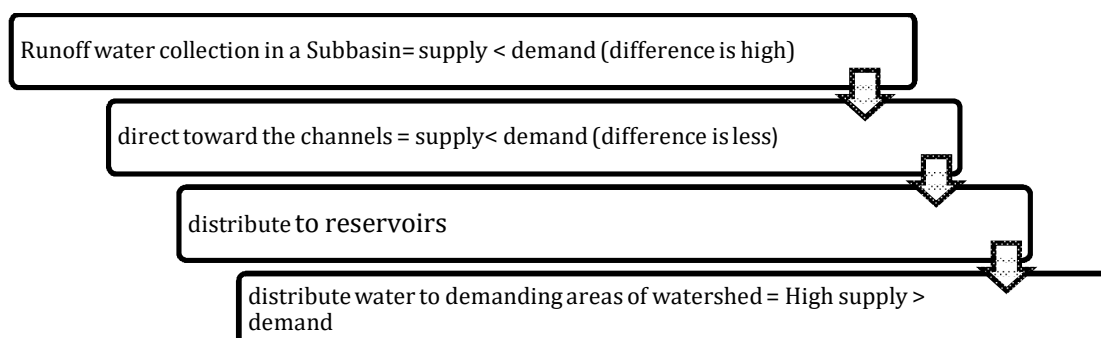 Runoff water collection in a Subbasin= supply < demand (difference is high)
direct toward the channels = supply< demand (difference is less)
distribute to reservoirs
distribute water to demanding areas of watershed = High supply >
demand